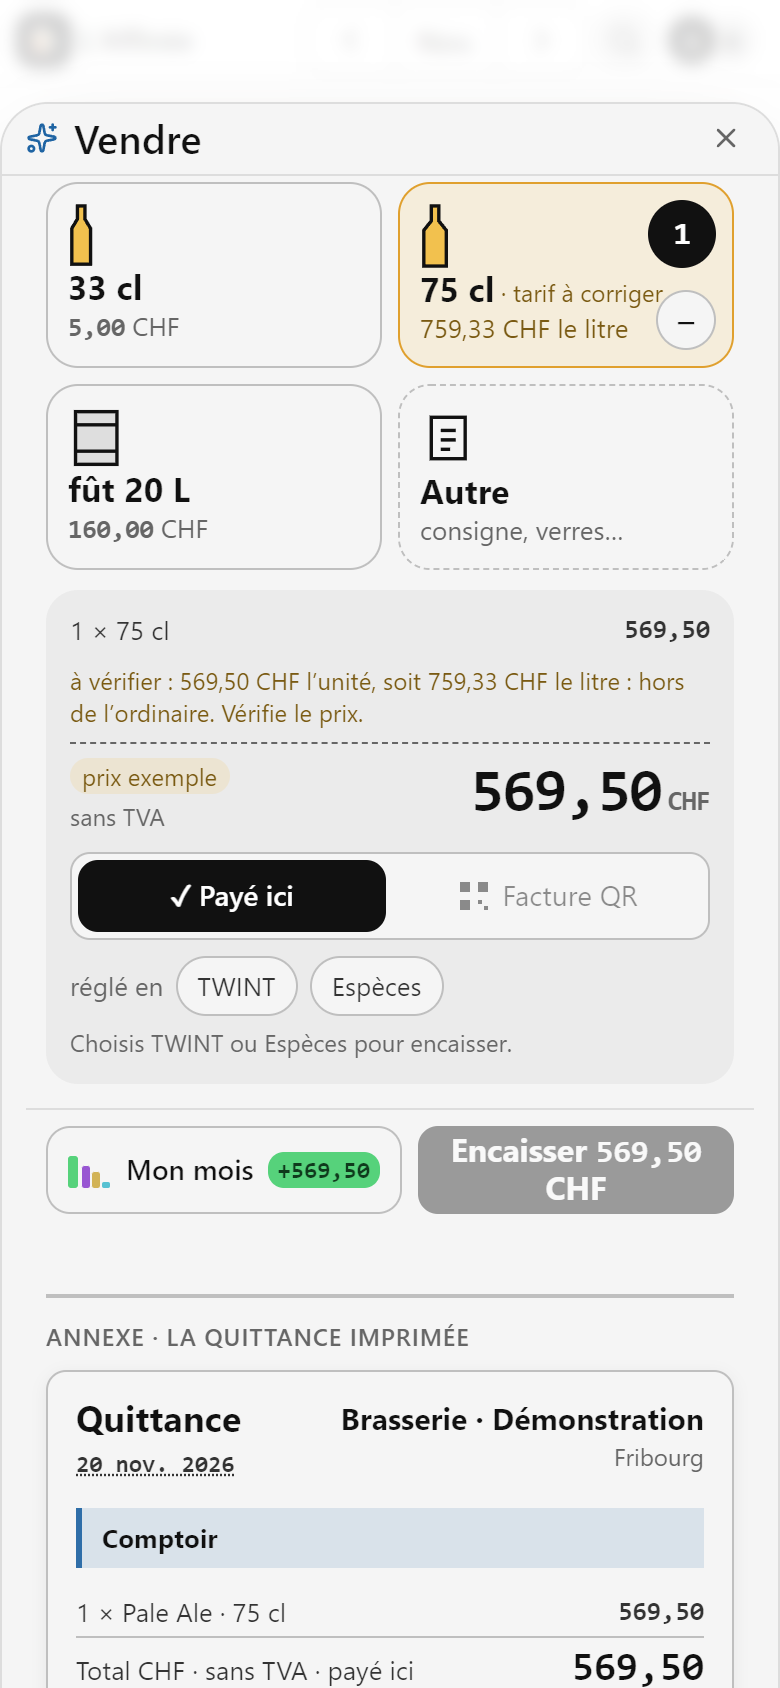 Vendre
33 cl
5,00 CHF
1
75 cl · tarif à corriger
759,33 CHF le litre
–
fût 20 L
160,00 CHF
Autre
consigne, verres...
1 × 75 cl 569,50
à vérifier : 569,50 CHF l’unité, soit 759,33 CHF le litre : hors
de l’ordinaire. Vérifie le prix.
prix exemple
sans TVA
569,50 CHF
✓ Payé ici
Facture QR
réglé en TWINT Espèces
Choisis TWINT ou Espèces pour encaisser.
Mon mois +569,50
Encaisser 569,50
CHF
ANNEXE · LA QUITTANCE IMPRIMÉE
Quittance
Brasserie · Démonstration
20 nov. 2026
Fribourg
Comptoir
1 × Pale Ale · 75 cl 569,50
Total CHF · sans TVA · payé ici 569,50